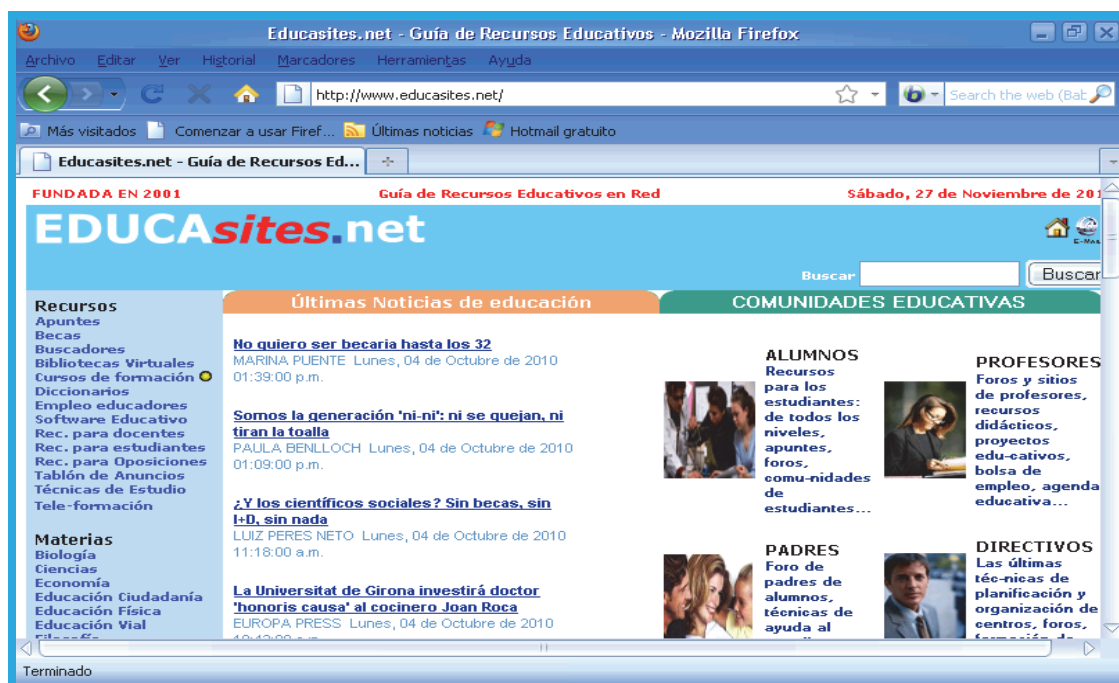 Educasites.net - Guía de Recursos Educativos - Mozilla Firefox
Archivo Editar Ver Historial Marcadores Herramientas Ayuda
http://www.educasites.net/
Search the web (Bab
Más visitados Comenzar a usar Firef... Últimas noticias Hotmail gratuito
Educasites.net - Guía de Recursos Ed...
FUNDADA EN 2001 Guía de Recursos Educativos en Red Sábado, 27 de Noviembre de 201
EDUCAsites.net
E-MAIL
Buscar Buscar
Recursos
Apuntes
Becas
Buscadores
Bibliotecas Virtuales
Cursos de formación
Diccionarios
Empleo educadores
Software Educativo
Rec. para docentes
Rec. para estudiantes
Rec. para Oposiciones
Tablón de Anuncios
Técnicas de Estudio
Tele-formación
Materias
Biología
Ciencias
Economía
Educación Ciudadanía
Educación Física
Educación Vial
Filosofía
Últimas Noticias de educación
No quiero ser becaria hasta los 32
MARINA PUENTE Lunes, 04 de Octubre de 2010
01:39:00 p.m.
Somos la generación 'ni-ni': ni se quejan, ni
tiran la toalla
PAULA BENLLOCH Lunes, 04 de Octubre de 2010
01:09:00 p.m.
¿Y los científicos sociales? Sin becas, sin
I+D, sin nada
LUIZ PERES NETO Lunes, 04 de Octubre de 2010
11:18:00 a.m.
La Universitat de Girona investirá doctor
'honoris causa' al cocinero Joan Roca
EUROPA PRESS Lunes, 04 de Octubre de 2010
COMUNIDADES EDUCATIVAS
ALUMNOS
Recursos
para los
estudiantes:
de todos los
niveles,
apuntes,
foros,
comu-nidades
de
estudiantes...
PROFESORES
Foros y sitios
de profesores,
recursos
didácticos,
proyectos
edu-cativos,
bolsa de
empleo, agenda
educativa...
PADRES
Foro de
padres de
alumnos,
técnicas de
ayuda al
DIRECTIVOS
Las últimas
téc-nicas de
planificación y
organización de
centros, foros,
formación de
Terminado